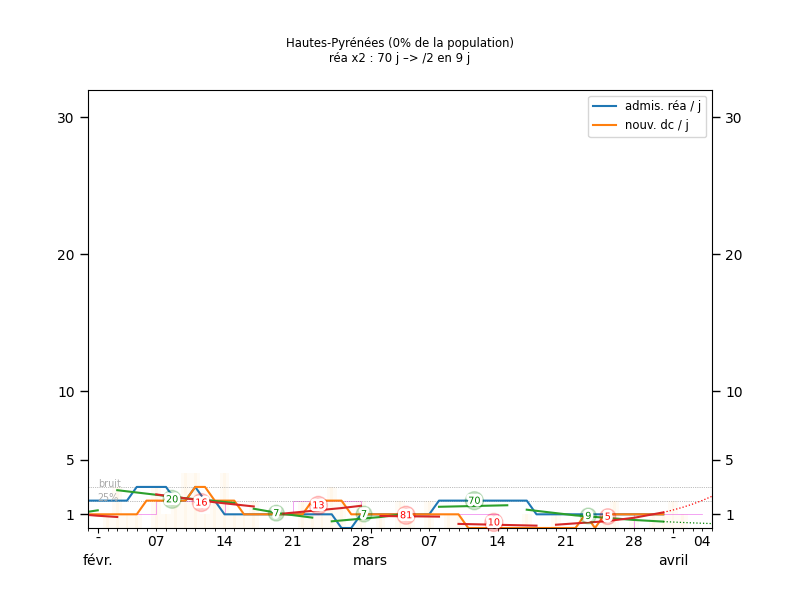 Hautes-Pyrénées (0% de la population)
réa x2 : 70 j –> /2 en 9 j
admis. réa / j
nouv. dc / j
30 30
20 20
10 10
5 5
1 1
bruit
25%
20 16 7 13 7 81 70 10 9 5
- 07 14 21 28 - 07 14 21 28 - 04
févr. mars avril